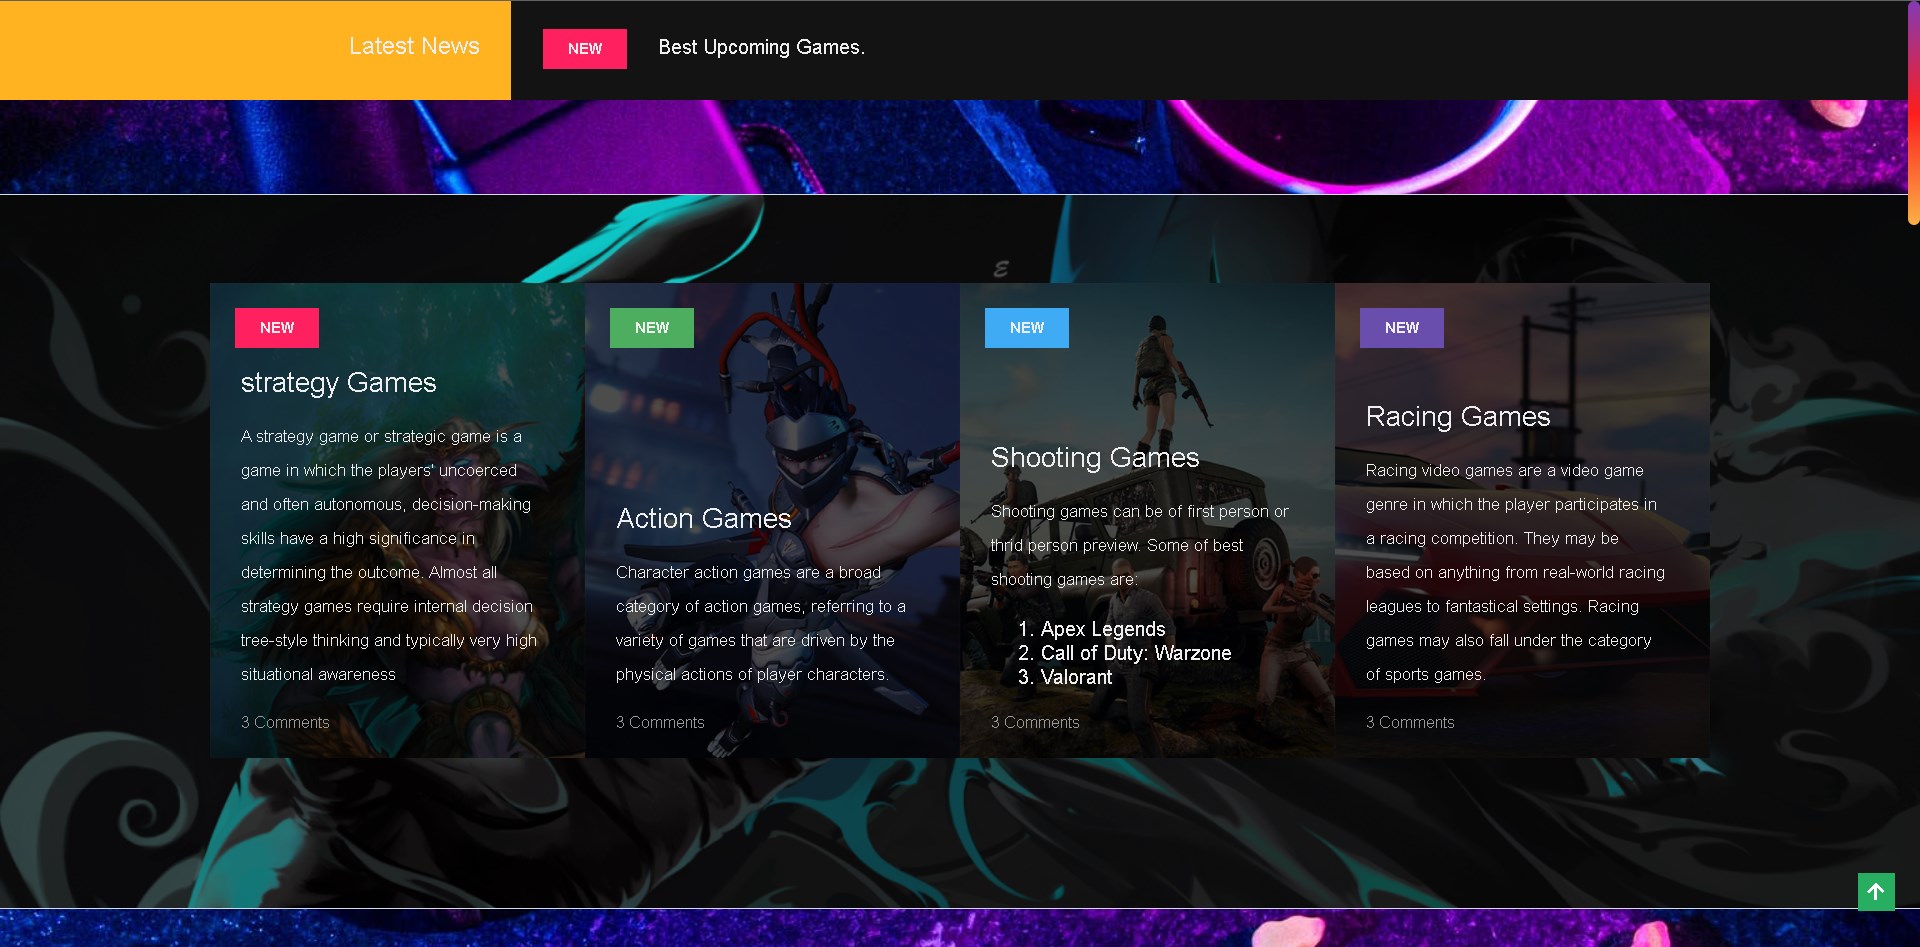 Latest News
NEW
Best Upcoming Games.
NEW
strategy Games
A strategy game or strategic game is a
game in which the players' uncoerced
and often autonomous, decision-making
skills have a high significance in
determining the outcome. Almost all
strategy games require internal decision
tree-style thinking and typically very high
situational awareness
3 Comments
NEW
Action Games
Character action games are a broad
category of action games, referring to a
variety of games that are driven by the
physical actions of player characters.
3 Comments
NEW
Shooting Games
Shooting games can be of first person or
thrid person preview. Some of best
shooting games are:
1. Apex Legends
2. Call of Duty: Warzone
3. Valorant
3 Comments
NEW
Racing Games
Racing video games are a video game
genre in which the player participates in
a racing competition. They may be
based on anything from real-world racing
leagues to fantastical settings. Racing
games may also fall under the category
of sports games.
3 Comments